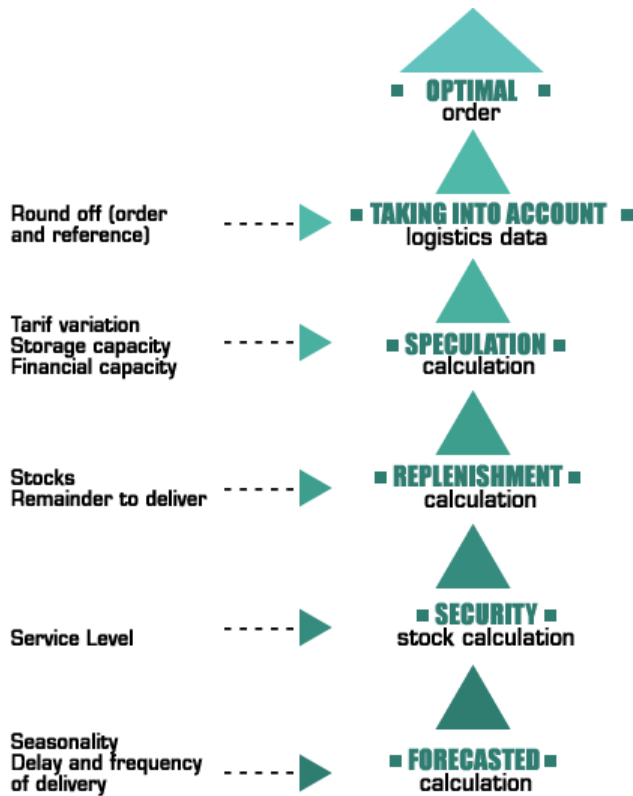 OPTIMAL
order
Round off (order
and reference)
TAKING INTO ACCOUNT
logistics data
Tarif variation
Storage capacity
Financial capacity
SPECULATION
calculation
Stocks
Remainder to deliver
REPLENISHMENT
calculation
Service Level
SECURITY
stock calculation
Seasonality
Delay and frequency
of delivery
FORECASTED
calculation